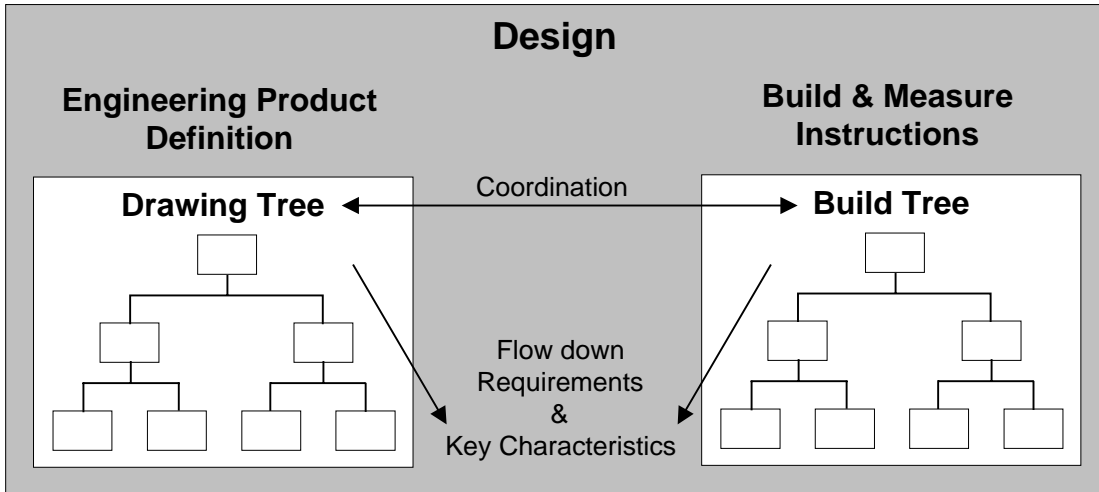 Design
Engineering Product
Definition
Build & Measure
Instructions
Drawing Tree
Coordination
Build Tree
Flow down
Requirements
&
Key Characteristics